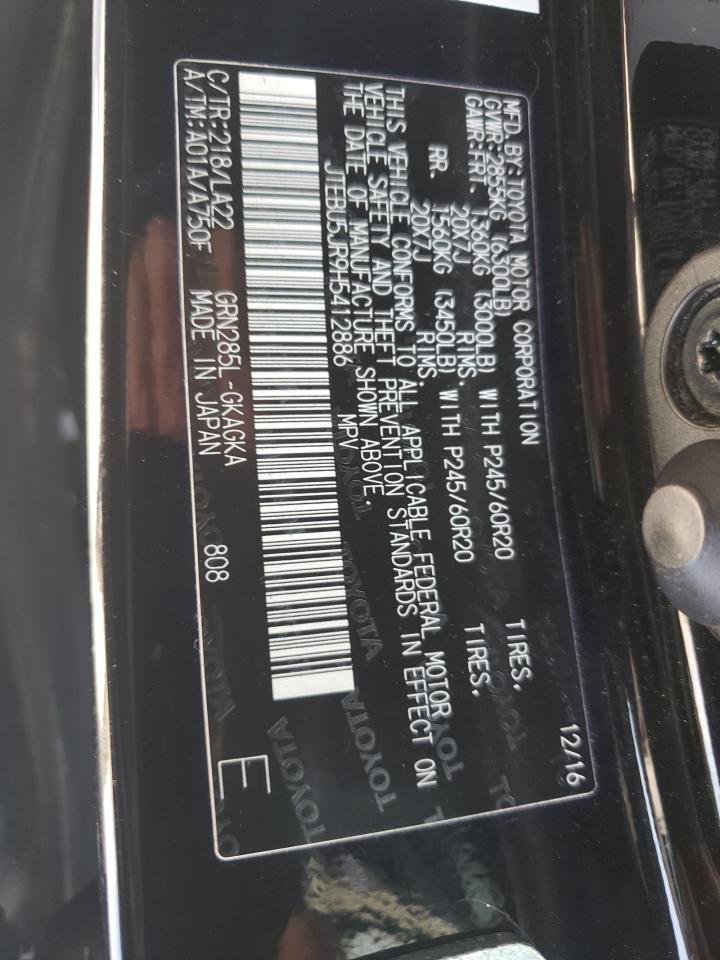 MFD.BY:TOYOTA MOTOR CORPORATION 12/16
GVWR:2855KG (6300LB)
GAWR:FR. 1360KG (3000LB) WITH P245/60R20 TIRES,
20X7J RIMS.
RR. 1560KG (3450LB) WITH P245/60R20 TIRES,
20X7J RIMS.
THIS VEHICLE CONFORMS TO ALL APPLICABLE FEDERAL MOTOR
VEHICLE SAFETY AND THEFT PREVENTION STANDARDS IN EFFECT ON
THE DATE OF MANUFACTURE SHOWN ABOVE.
JTEBU5JR9H5412886 MPV
C/TR:218/LA22 GRN285L-GKAGKA 808
A/TM:A01A/A750F MADE IN JAPAN
E